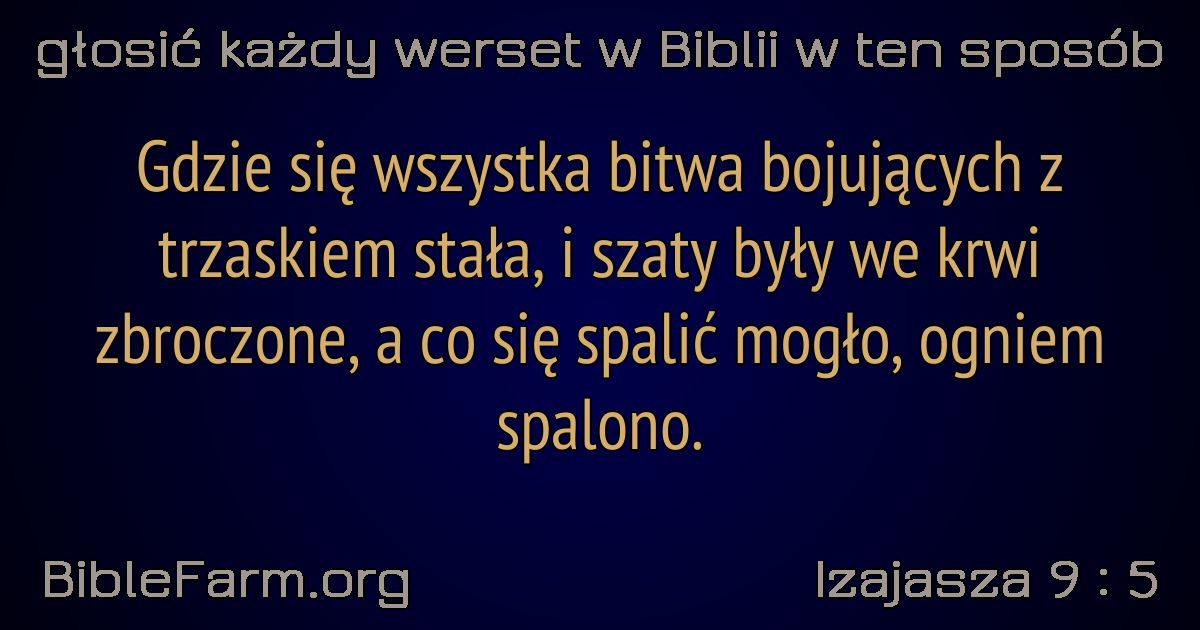 głosić każdy werset w Biblii w ten sposób
Gdzie się wszystka bitwa bojujących z
trzaskiem stała, i szaty były we krwi
zbroczone, a co się spalić mogło, ogniem
spalono.
BibleFarm.org
Izajasza 9 : 5